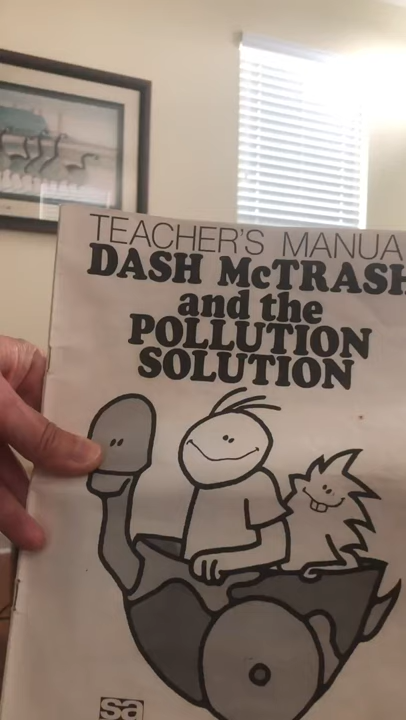 TEACHER'S MANUA
DASH McTRASH
and the
POLLUTION
SOLUTION
sa